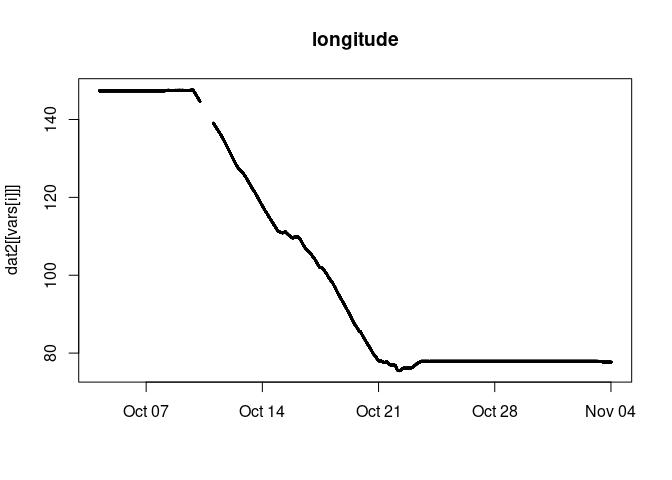 longitude
dat2[[vars[i]]]
140
120
100
80
Oct 07
Oct 14
Oct 21
Oct 28
Nov 04